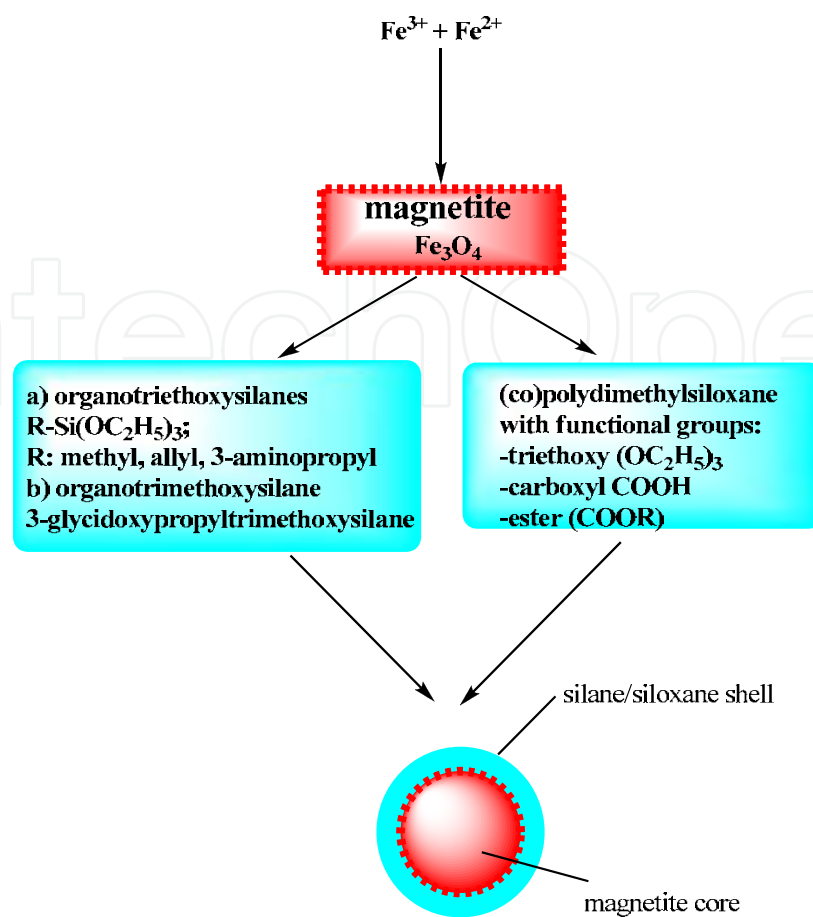 Fe³⁺ + Fe²⁺
magnetite
Fe₃O₄
a) organotriethoxysilanes
R-Si(OC₂H₅)₃;
R: methyl, allyl, 3-aminopropyl
b) organotrimethoxysilane
3-glycidoxypropyltrimethoxysilane
(co)polydimethylsiloxane
with functional groups:
-triethoxy (OC₂H₅)₃
-carboxyl COOH
-ester (COOR)
silane/siloxane shell
magnetite core